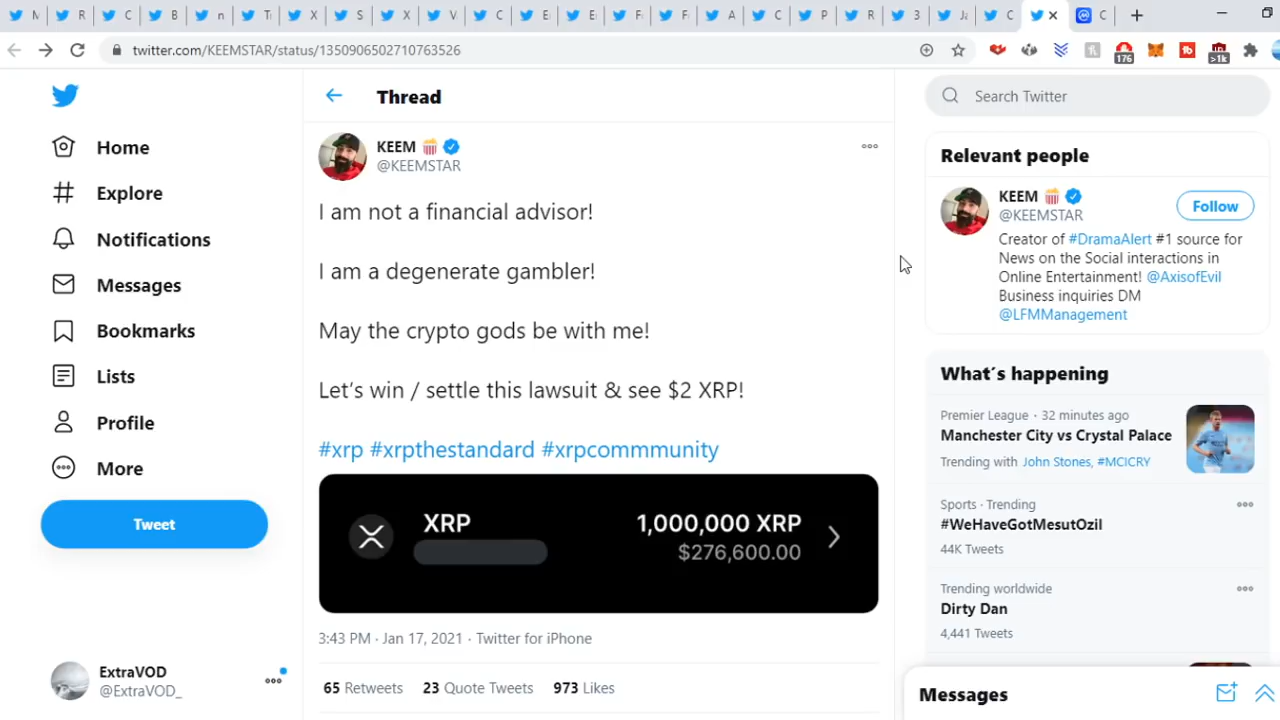 M
R
C
B
n
T
X
S
X
V
C
E
E
F
F
A
C
P
R
3
Ja
C
C
twitter.com/KEEMSTAR/status/1350906502710763526
176
>1k
Home
Explore
Notifications
Messages
Bookmarks
Lists
Profile
More
Tweet
ExtraVOD
@ExtraVOD_
Thread
KEEM
@KEEMSTAR
I am not a financial advisor!
I am a degenerate gambler!
May the crypto gods be with me!
Let's win / settle this lawsuit & see $2 XRP!
#xrp #xrpthestandard #xrpcommmunity
XRP
1,000,000 XRP
$276,600.00
3:43 PM · Jan 17, 2021 · Twitter for iPhone
65 Retweets 23 Quote Tweets 973 Likes
Search Twitter
Relevant people
KEEM
@KEEMSTAR
Follow
Creator of #DramaAlert #1 source for
News on the Social interactions in
Online Entertainment! @AxisofEvil
Business inquiries DM
@LFMManagement
What's happening
Premier League · 32 minutes ago
Manchester City vs Crystal Palace
Trending with John Stones, #MCICRY
Sports · Trending
#WeHaveGotMesutOzil
44K Tweets
Trending worldwide
Dirty Dan
4,441 Tweets
Messages